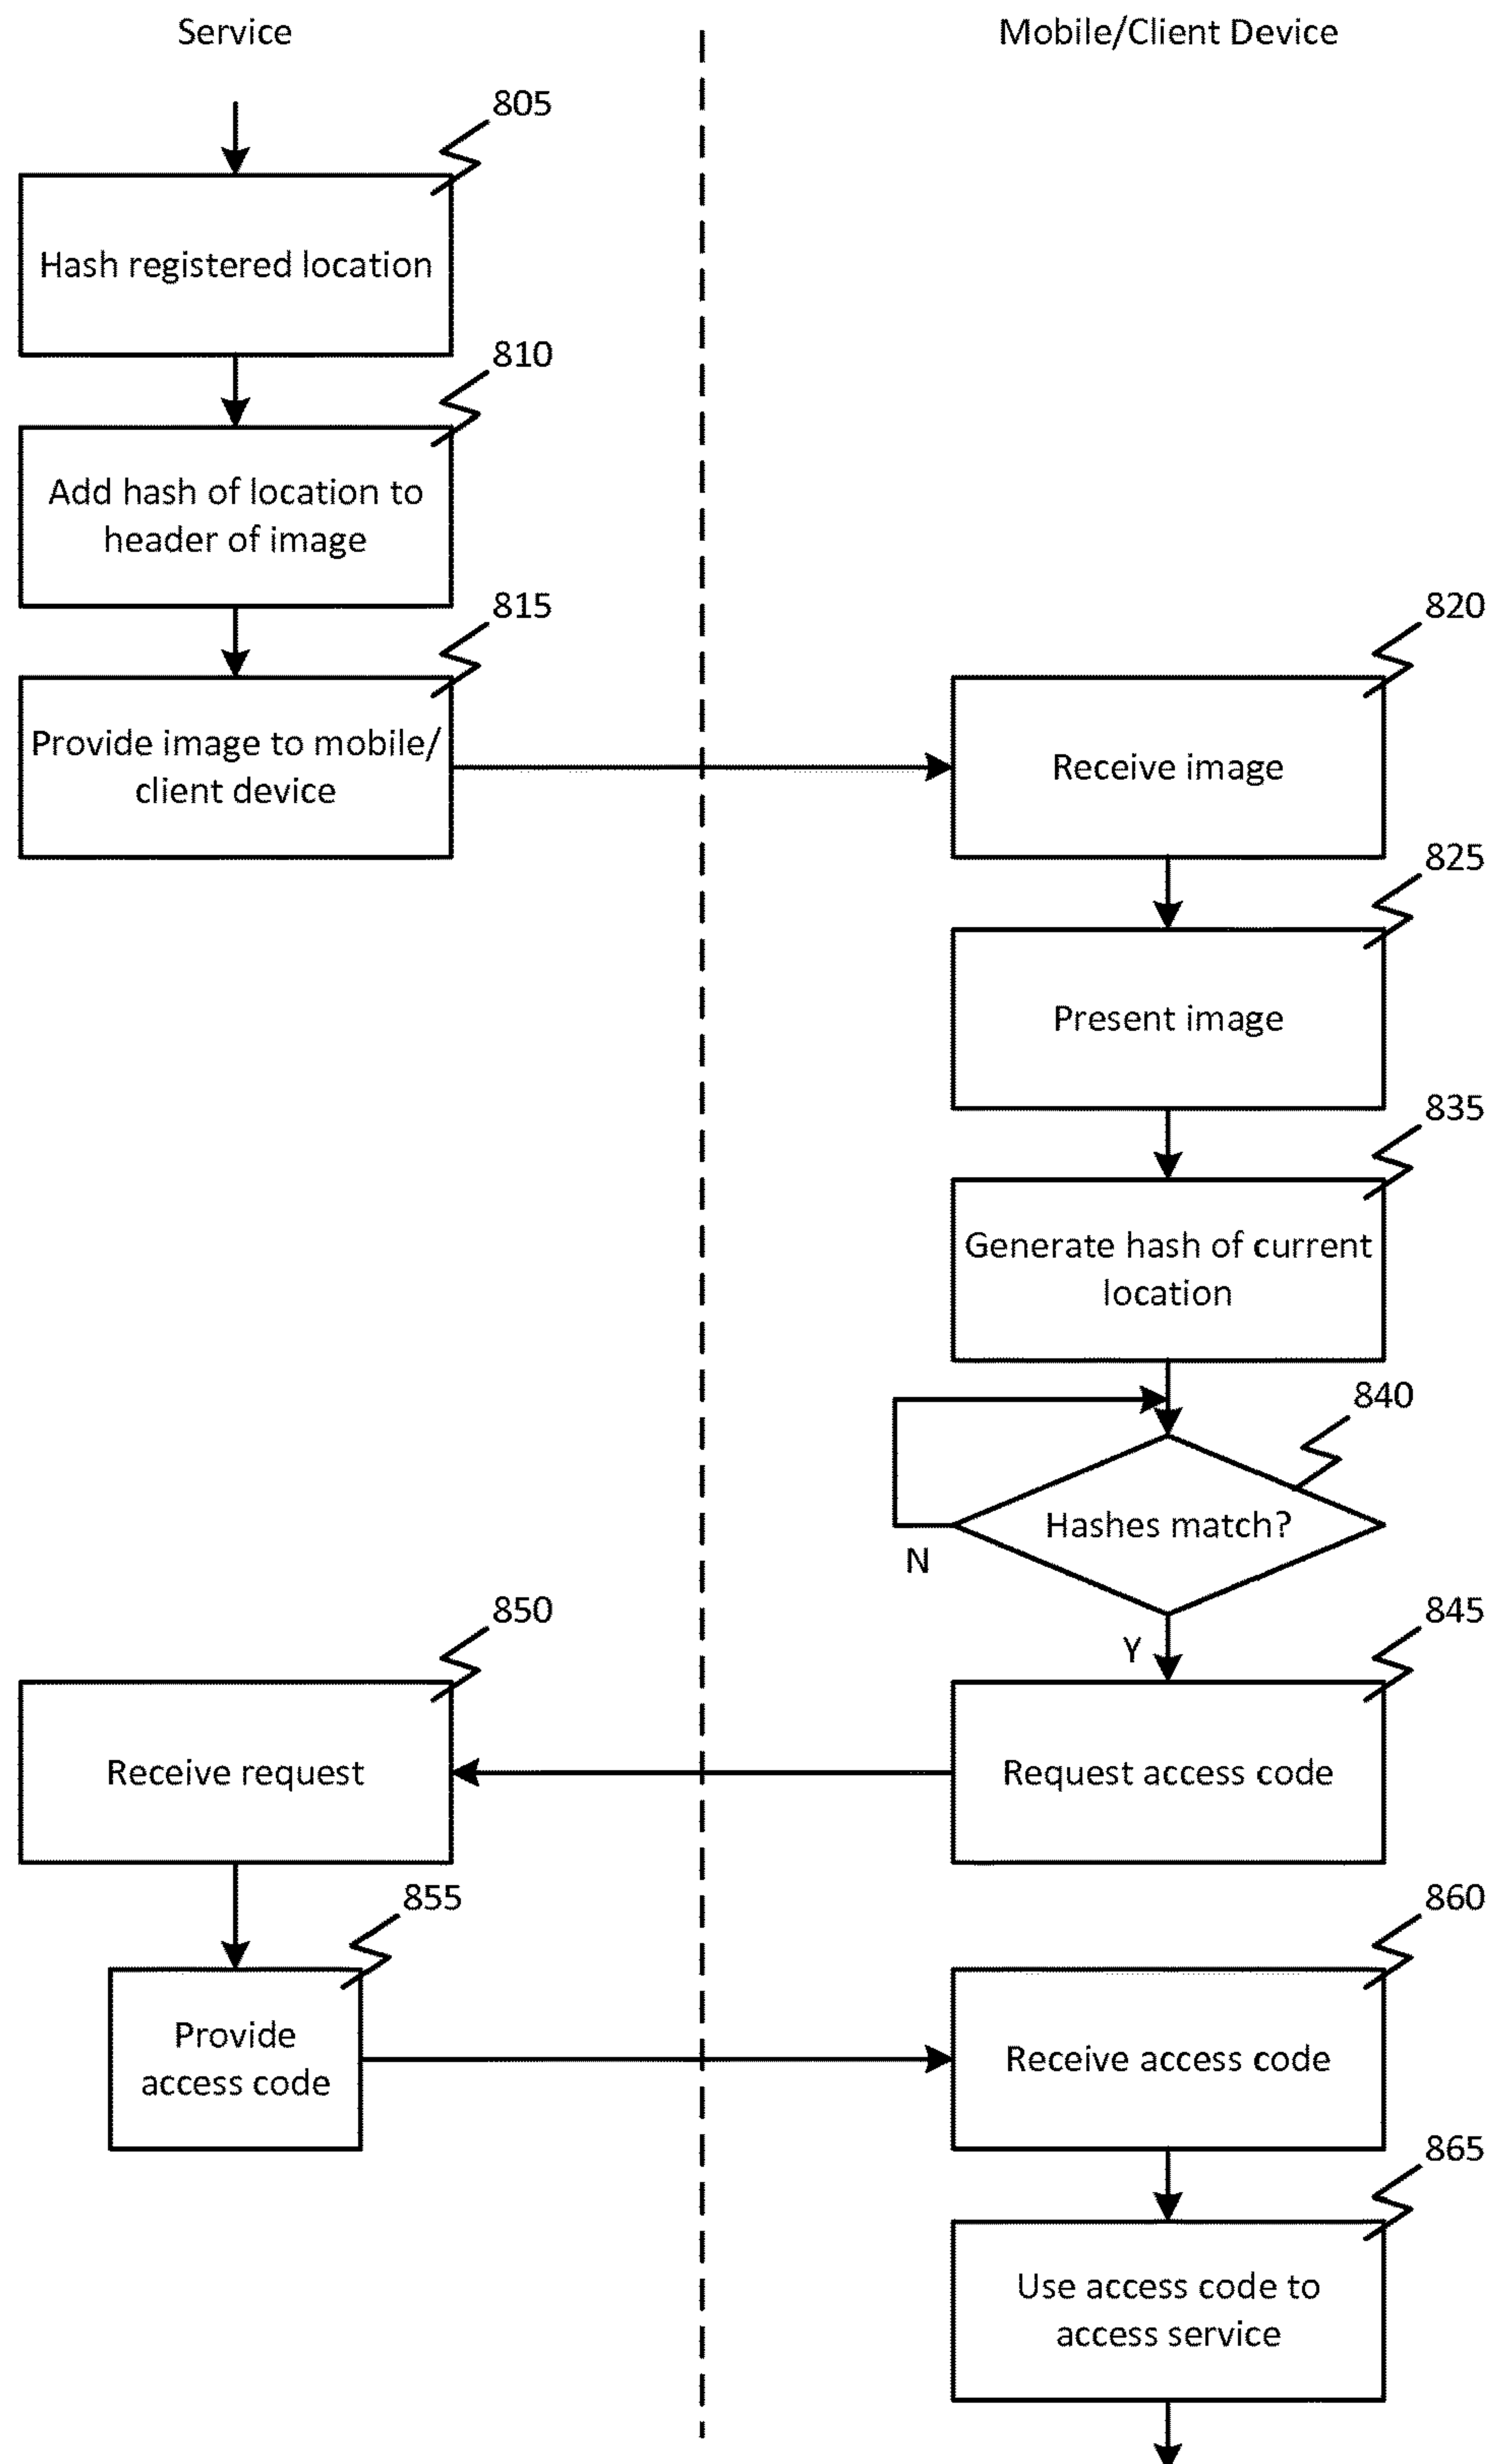 Service
Mobile/Client Device
805
Hash registered location
810
Add hash of location to
header of image
815
Provide image to mobile/
client device
820
Receive image
825
Present image
835
Generate hash of current
location
840
Hashes match?
N
Y
845
Request access code
850
Receive request
855
Provide
access code
860
Receive access code
865
Use access code to
access service